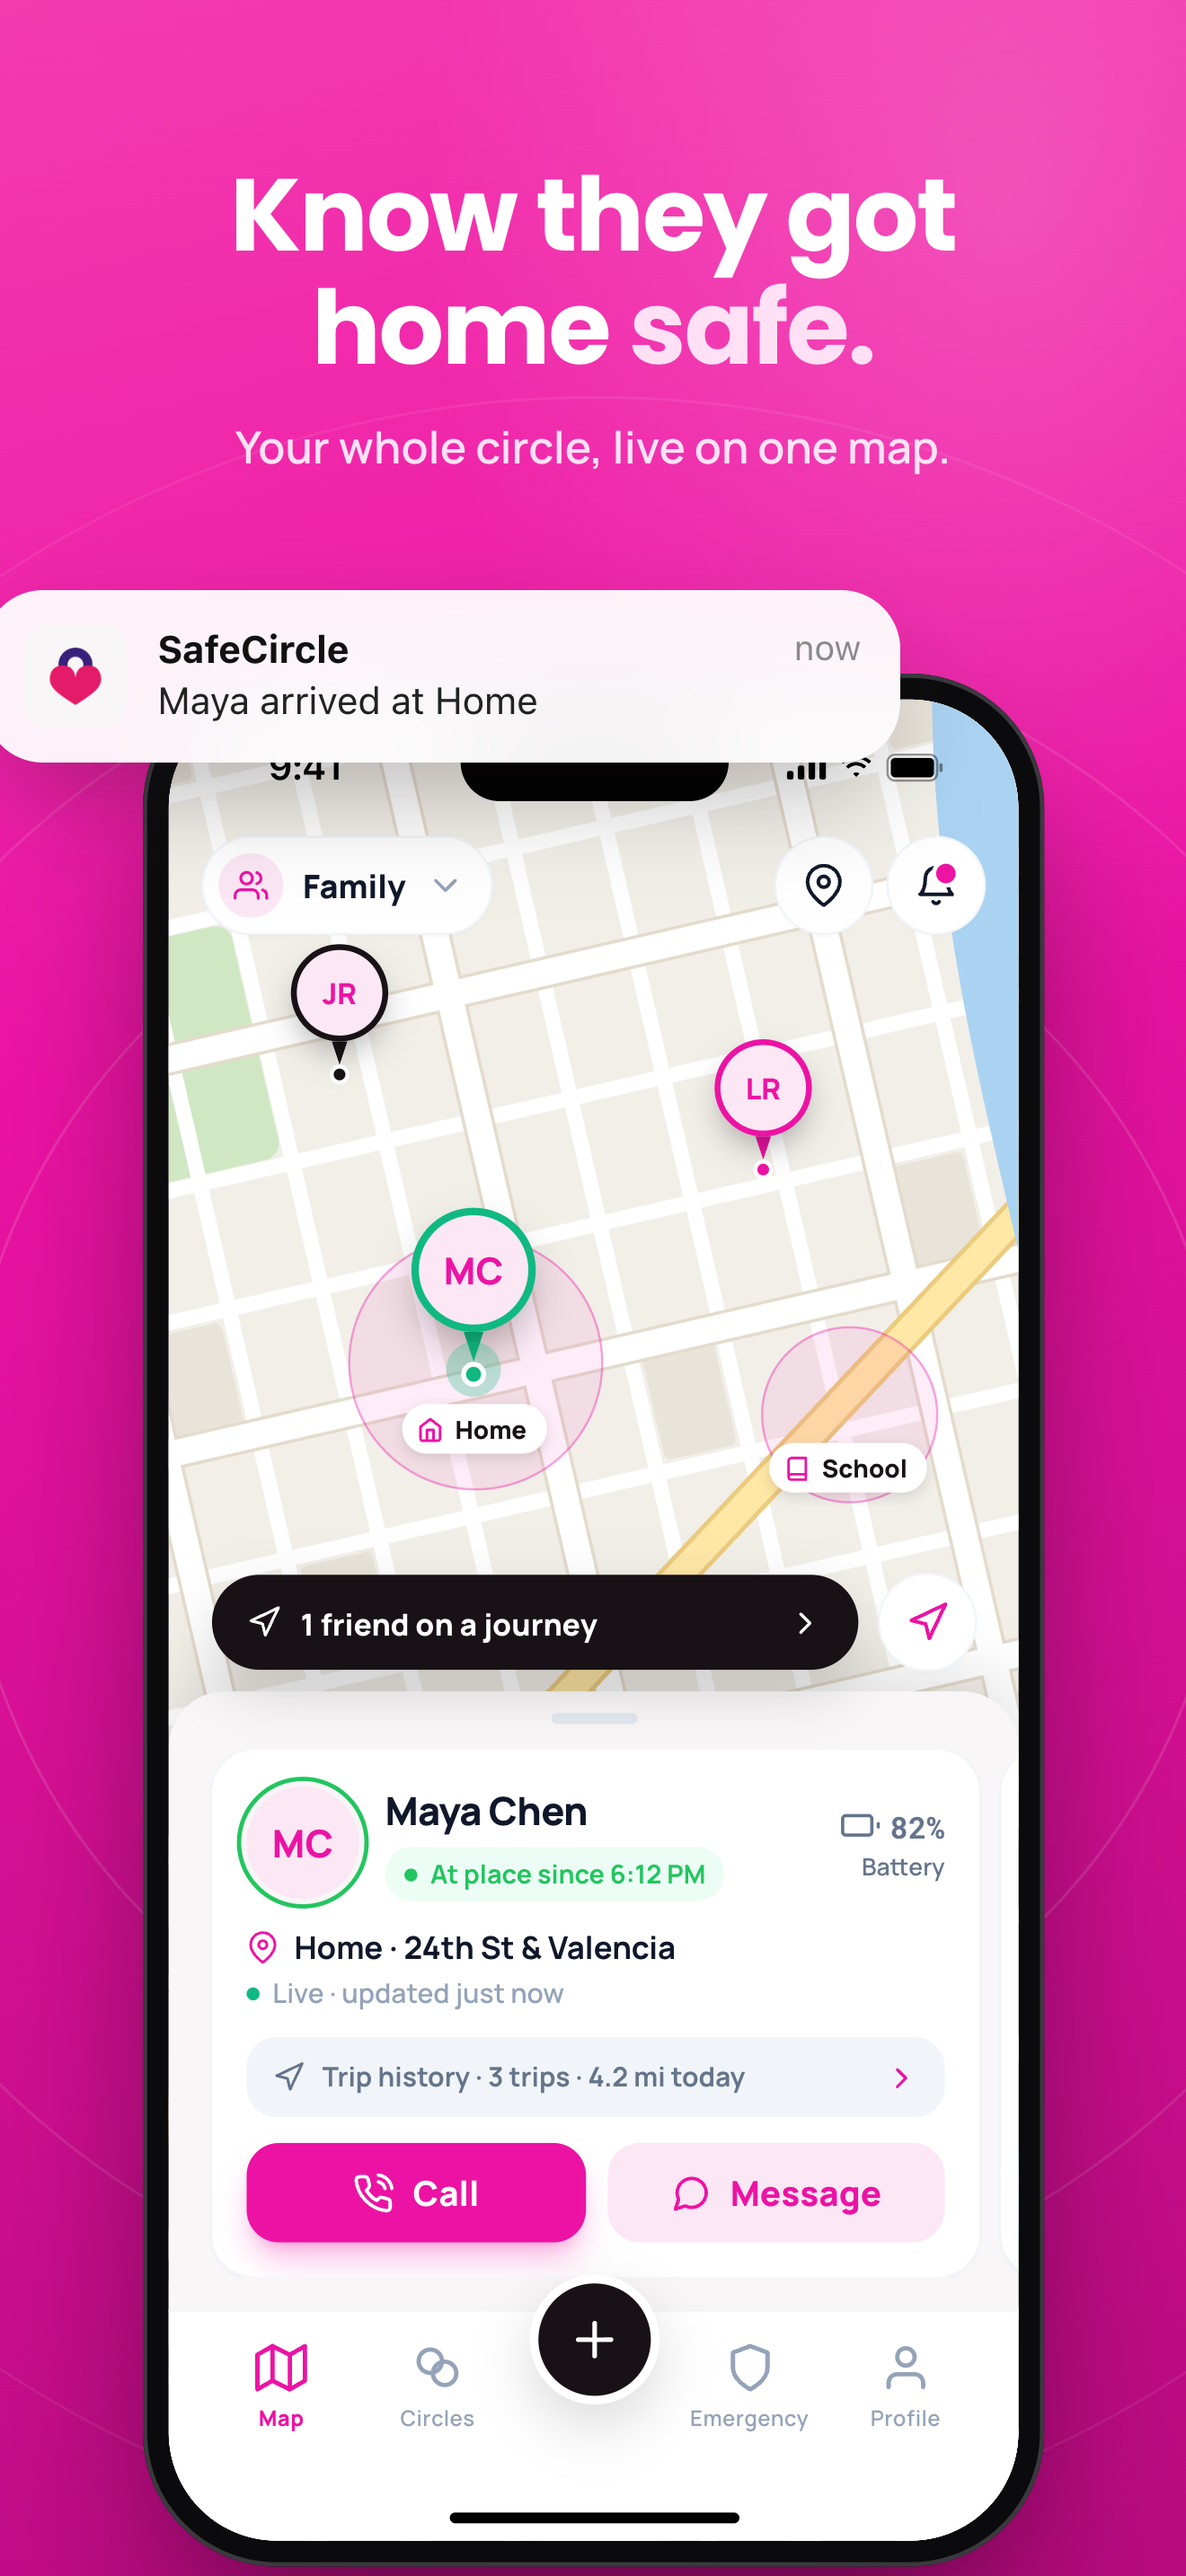 Know they got
home safe.
Your whole circle, live on one map.
SafeCircle
now
Maya arrived at Home
9:41
Family
JR
LR
MC
Home
School
1 friend on a journey
MC
Maya Chen
82%
At place since 6:12 PM
Battery
Home · 24th St & Valencia
Live · updated just now
Trip history · 3 trips · 4.2 mi today
Call
Message
Map
Circles
Emergency
Profile